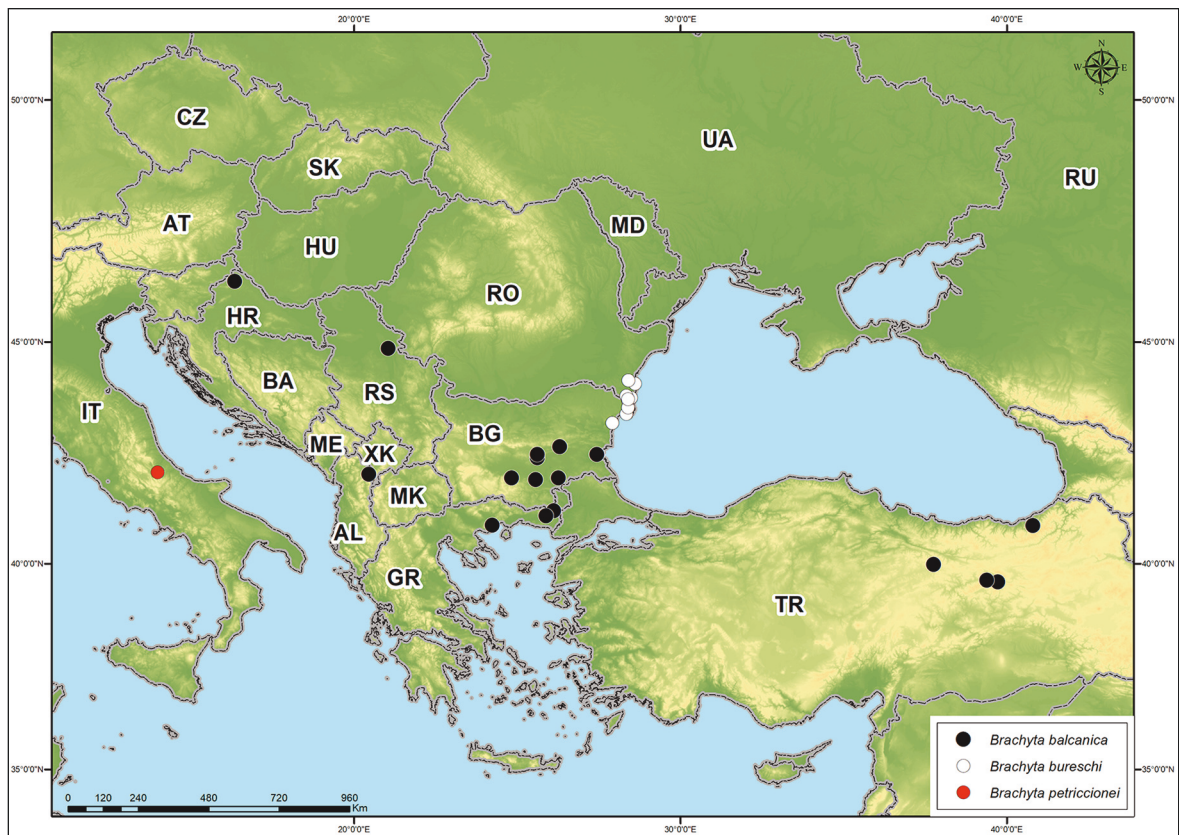 20°0'0"E 30°0'0"E 40°0'0"E
N
W E
S
50°0'0"N 50°0'0"N
CZ
UA
SK
RU
AT
MD
HU
RO
HR
45°0'0"N 45°0'0"N
BA
RS
IT
BG
ME
XK
MK
AL
40°0'0"N 40°0'0"N
GR
TR
Brachyta balcanica
Brachyta bureschi
35°0'0"N 35°0'0"N
Brachyta petriccionei
0 120 240 480 720 960
Km
20°0'0"E 30°0'0"E 40°0'0"E